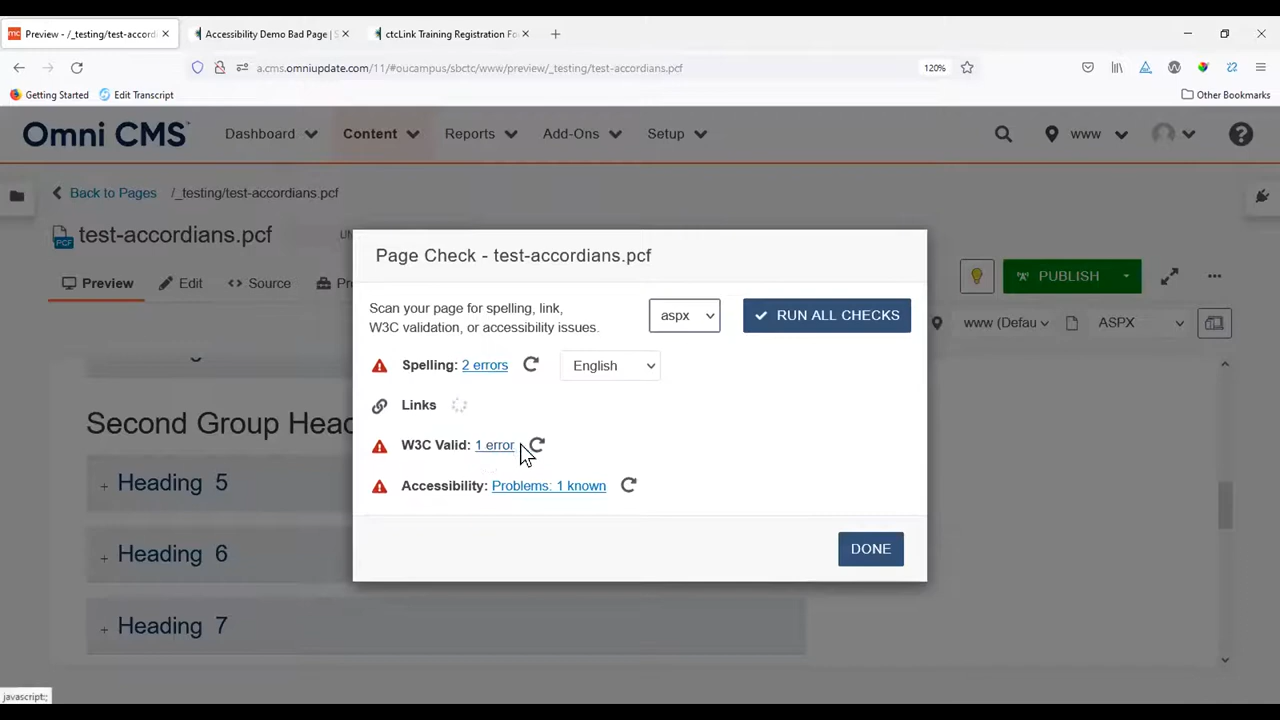 Preview - /_testing/test-accordi
Accessibility Demo Bad Page | S
ctcLink Training Registration Fo
a.cms.omniupdate.com/11/#oucampus/sbctc/www/preview/_testing/test-accordians.pcf
120%
Getting Started
Edit Transcript
Other Bookmarks
Omni CMS
Dashboard
Content
Reports
Add-Ons
Setup
www
Back to Pages
/_testing/test-accordians.pcf
PCF
test-accordians.pcf
UN
Preview
Edit
Source
Pr
PUBLISH
www (Defau
ASPX
Page Check - test-accordians.pcf
Scan your page for spelling, link,
W3C validation, or accessibility issues.
aspx
RUN ALL CHECKS
Spelling: 2 errors
English
Links
W3C Valid: 1 error
Accessibility: Problems: 1 known
DONE
Second Group Head
+ Heading 5
+ Heading 6
+ Heading 7
javascript:;